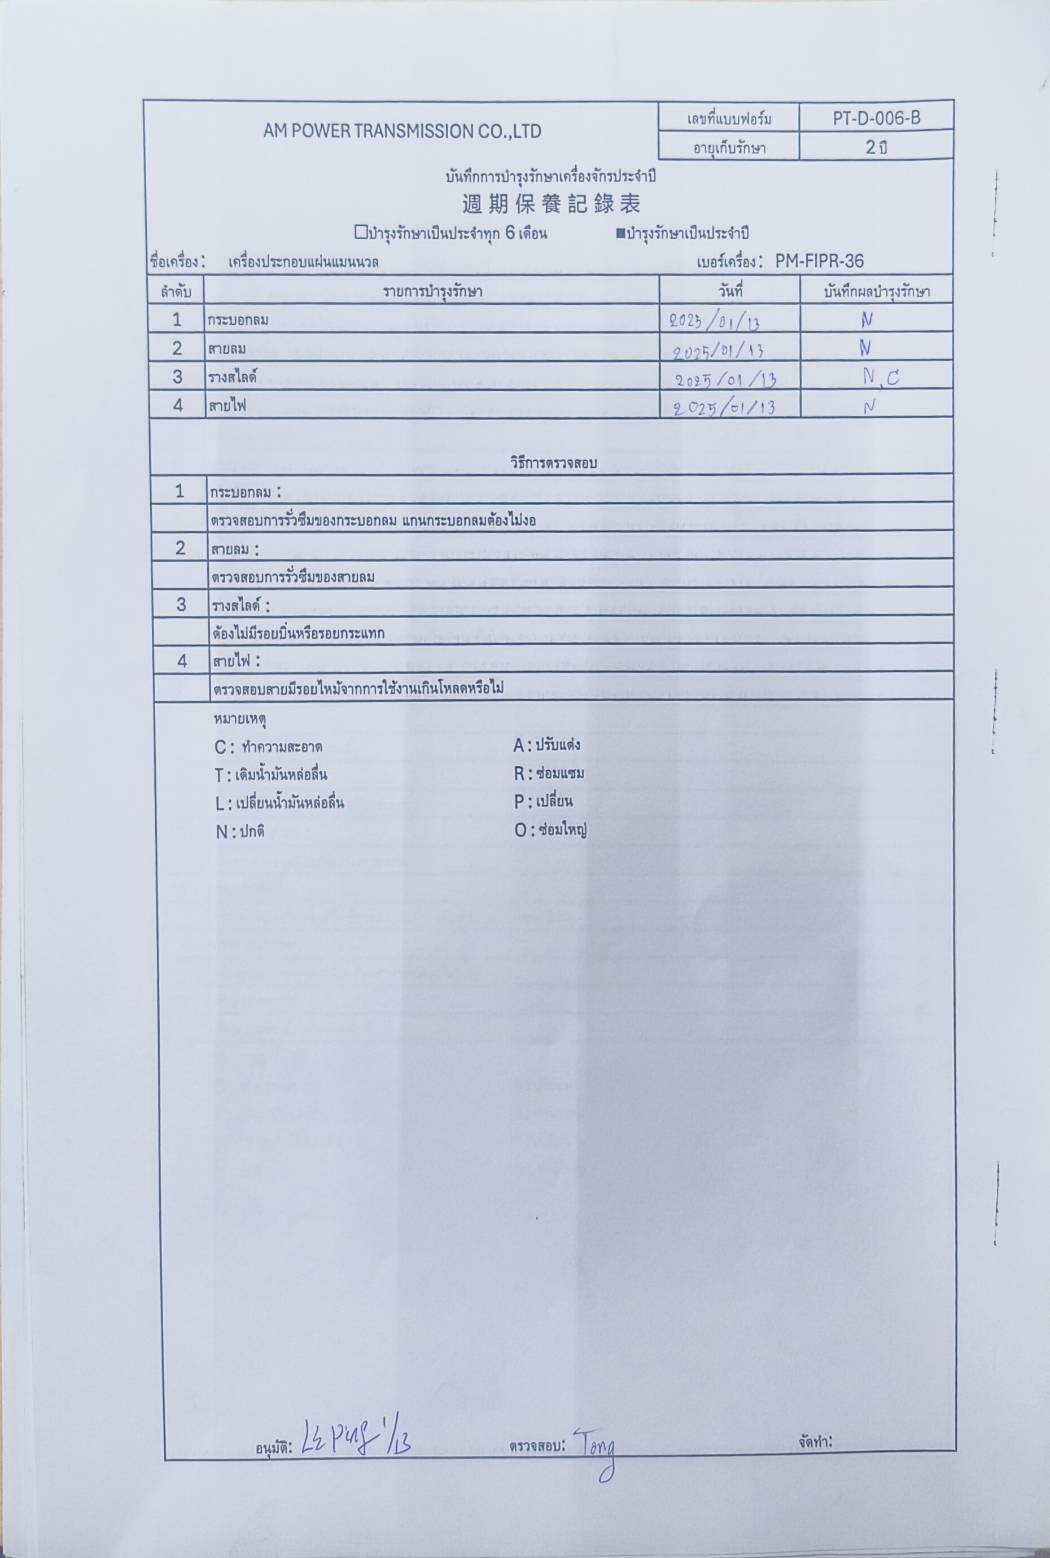 AM POWER TRANSMISSION CO.,LTD
เลขที่แบบฟอร์ม PT-D-006-B
อายุเก็บรักษา 2 ปี
บันทึกการบำรุงรักษาเครื่องจักรประจำปี
週期保養記錄表
☐บำรุงรักษาเป็นประจำทุก 6 เดือน ■บำรุงรักษาเป็นประจำปี
ชื่อเครื่อง: เครื่องประกอบแผ่นแมนนวล เบอร์เครื่อง: PM-FIPR-36
ลำดับ รายการบำรุงรักษา วันที่ บันทึกผลบำรุงรักษา
1 กระบอกลม 2025/01/13 N
2 สายลม 2025/01/13 N
3 รางสไลด์ 2025/01/13 N,C
4 สายไฟ 2025/01/13 N
วิธีการตรวจสอบ
1 กระบอกลม :
ตรวจสอบการรั่วซึมของกระบอกลม แกนกระบอกลมต้องไม่งอ
2 สายลม :
ตรวจสอบการรั่วซึมของสายลม
3 รางสไลด์ :
ต้องไม่มีรอยบิ่นหรือรอยกระแทก
4 สายไฟ :
ตรวจสอบสายมีรอยไหม้จากการใช้งานเกินโหลดหรือไม่
หมายเหตุ
C : ทำความสะอาด A : ปรับแต่ง
T : เติมน้ำมันหล่อลื่น R : ซ่อมแซม
L : เปลี่ยนน้ำมันหล่อลื่น P : เปลี่ยน
N : ปกติ O : ซ่อมใหญ่
อนุมัติ: 1/13 ตรวจสอบ: Tong จัดทำ: